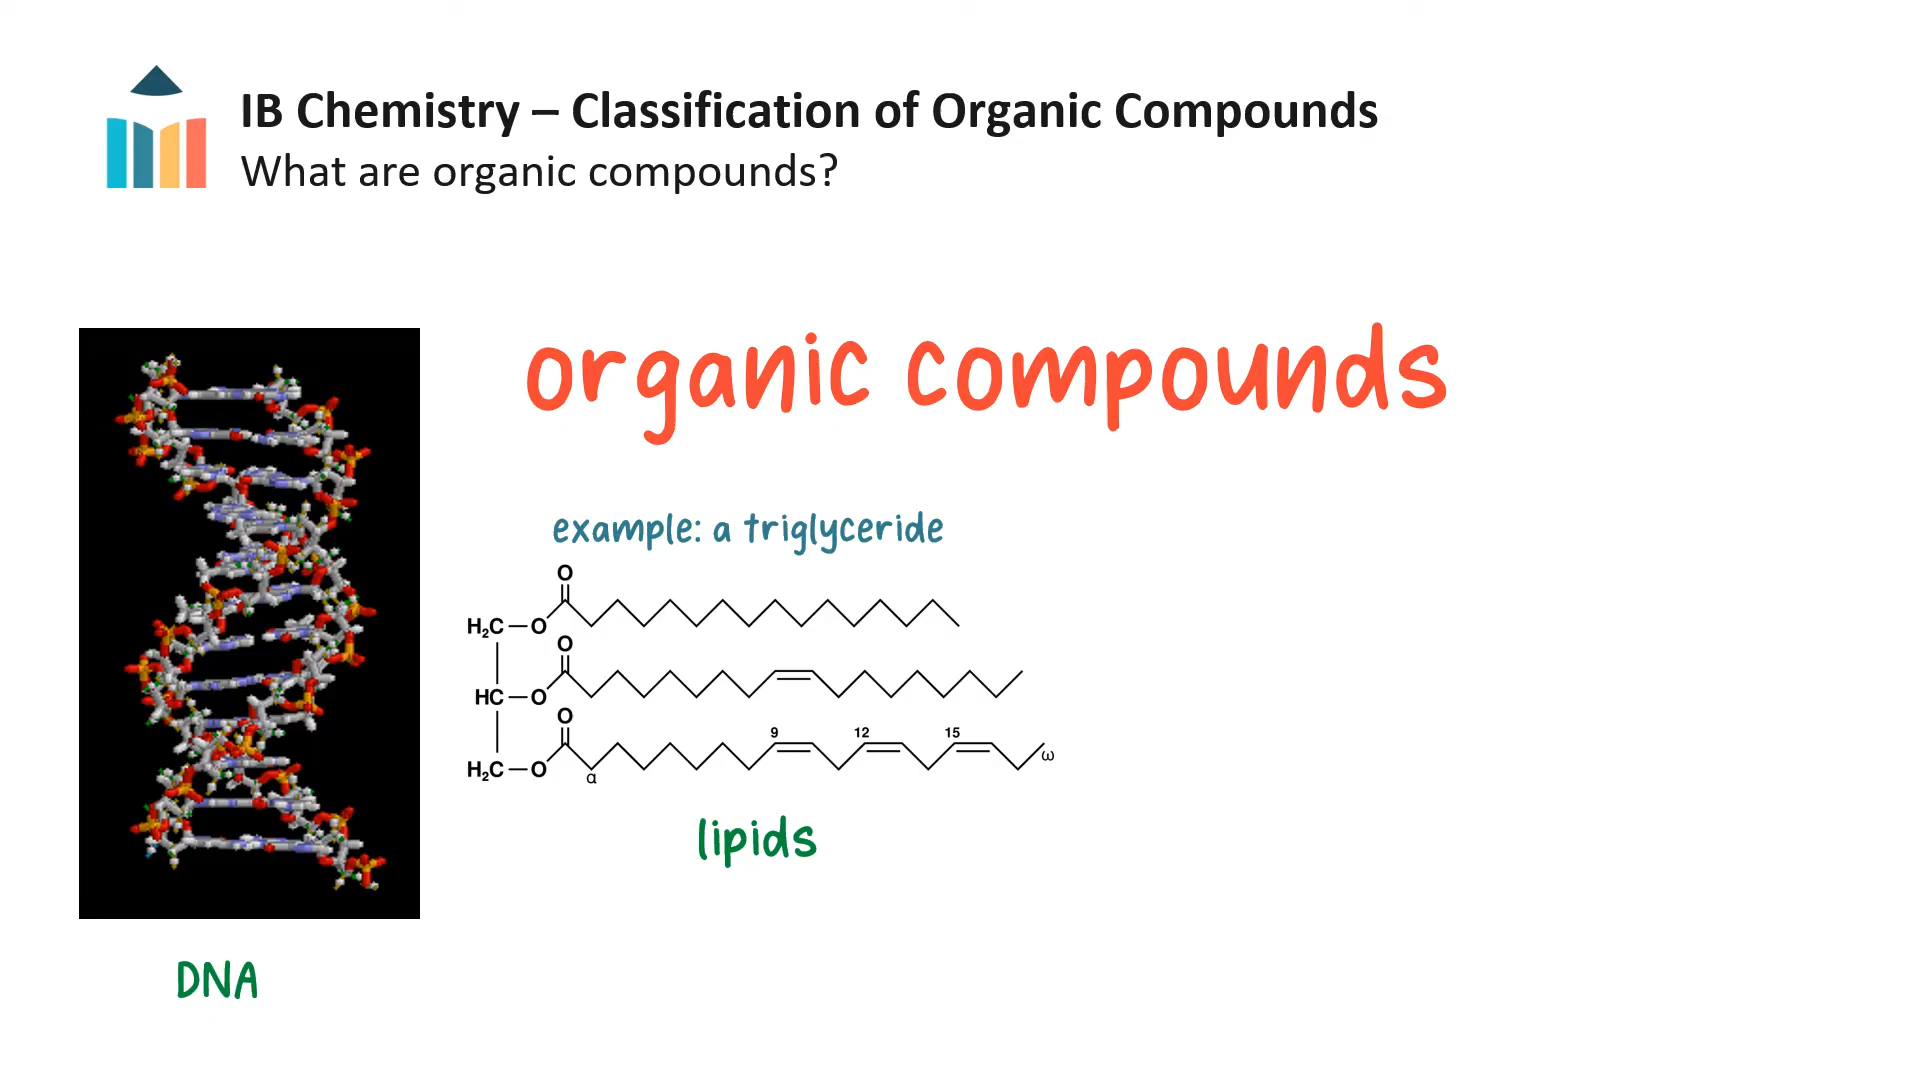 IB Chemistry – Classification of Organic Compounds
What are organic compounds?
organic compounds
example: a triglyceride
O
H₂C—O
O
HC—O
O
9 12 15
H₂C—O
α
ω
lipids
DNA